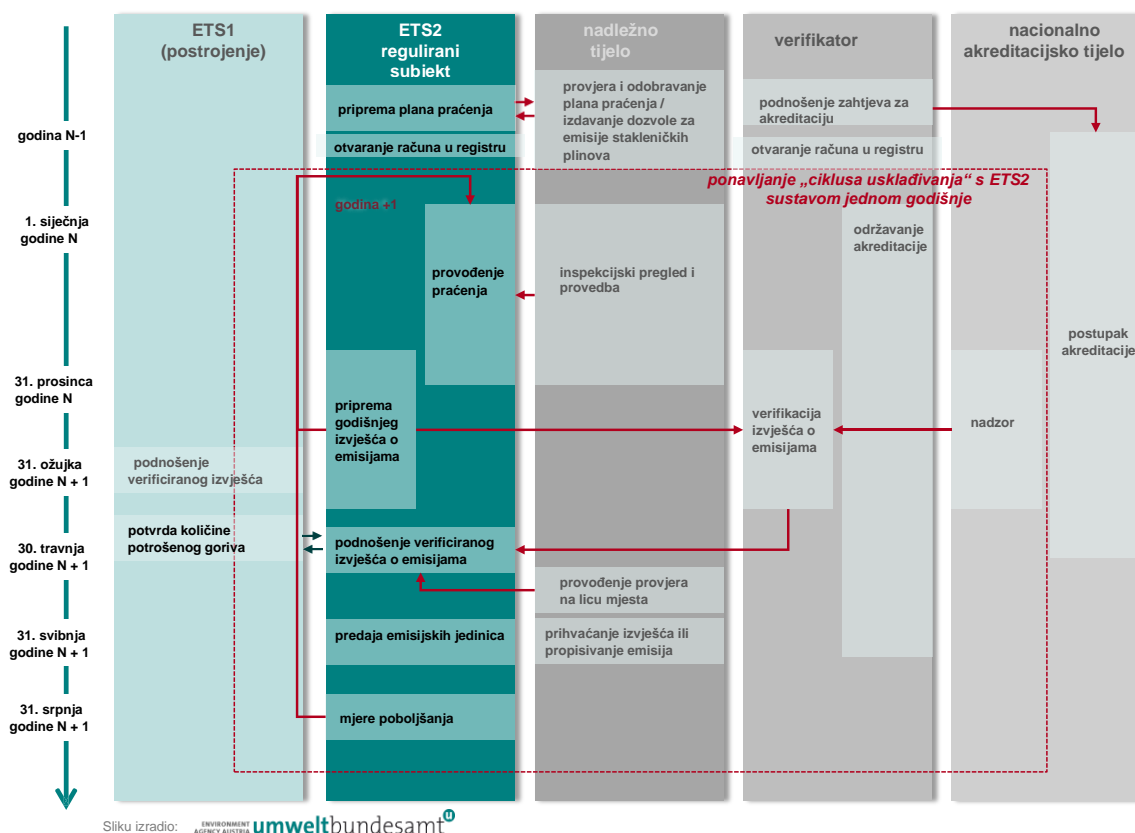 ETS1
(postrojenje)
ETS2
regulirani
subiekt
nadležno
tijelo
verifikator
nacionalno
akreditacijsko tijelo
godina N-1
priprema plana praćenja
provjera i odobravanje
plana praćenja /
izdavanje dozvole za
emisije stakleničkih
plinova
podnošenje zahtjeva za
akreditaciju
otvaranje računa u registru
otvaranje računa u registru
ponavljanje „ciklusa usklađivanja“ s ETS2
sustavom jednom godišnje
godina +1
1. siječnja
godine N
održavanje
akreditacije
provođenje
praćenja
inspekcijski pregled i
provedba
postupak
akreditacije
31. prosinca
godine N
priprema
godišnjeg
izvješća o
emisijama
verifikacija
izvješća o
emisijama
nadzor
31. ožujka
godine N + 1
podnošenje
verificiranog izvješća
30. travnja
godine N + 1
potvrda količine
potrošenog goriva
podnošenje verificiranog
izvješća o emisijama
provođenje provjera
na licu mjesta
31. svibnja
godine N + 1
predaja emisijskih jedinica
prihvaćanje izvješća ili
propisivanje emisija
31. srpnja
godine N + 1
mjere poboljšanja
Sliku izradio:
ENVIRONMENT
AGENCY AUSTRIA
umweltbundesamt
u